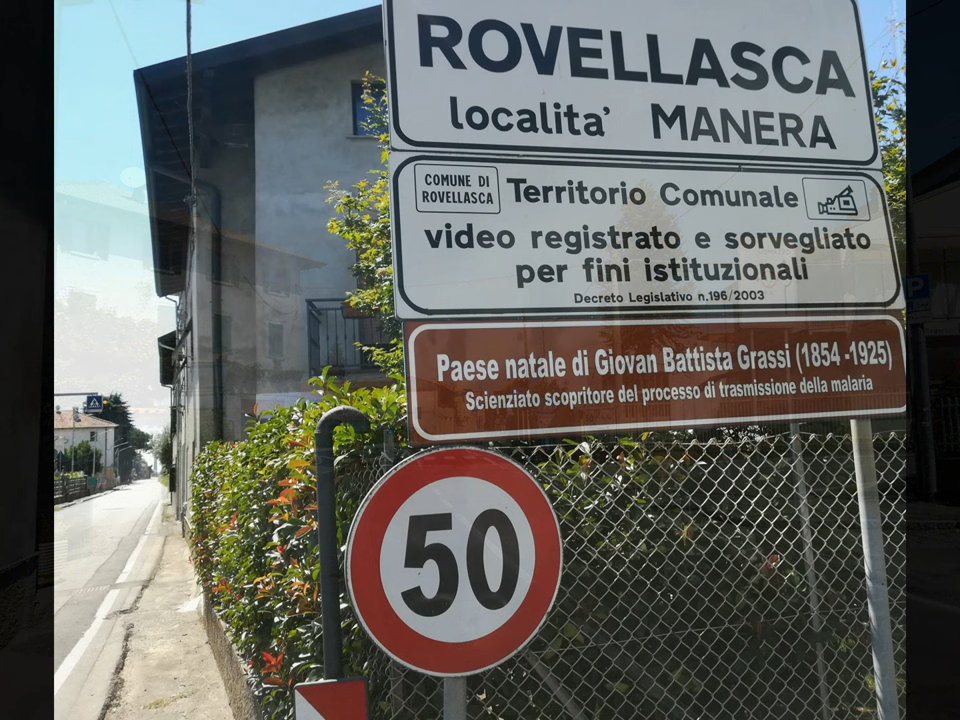 ROVELLASCA
localita' MANERA
COMUNE DI
ROVELLASCA
Territorio Comunale
video registrato e sorvegliato
per fini istituzionali
Decreto Legislativo n.196/2003
Paese natale di Giovan Battista Grassi (1854 -1925)
Scienziato scopritore del processo di trasmissione della malaria
50
P